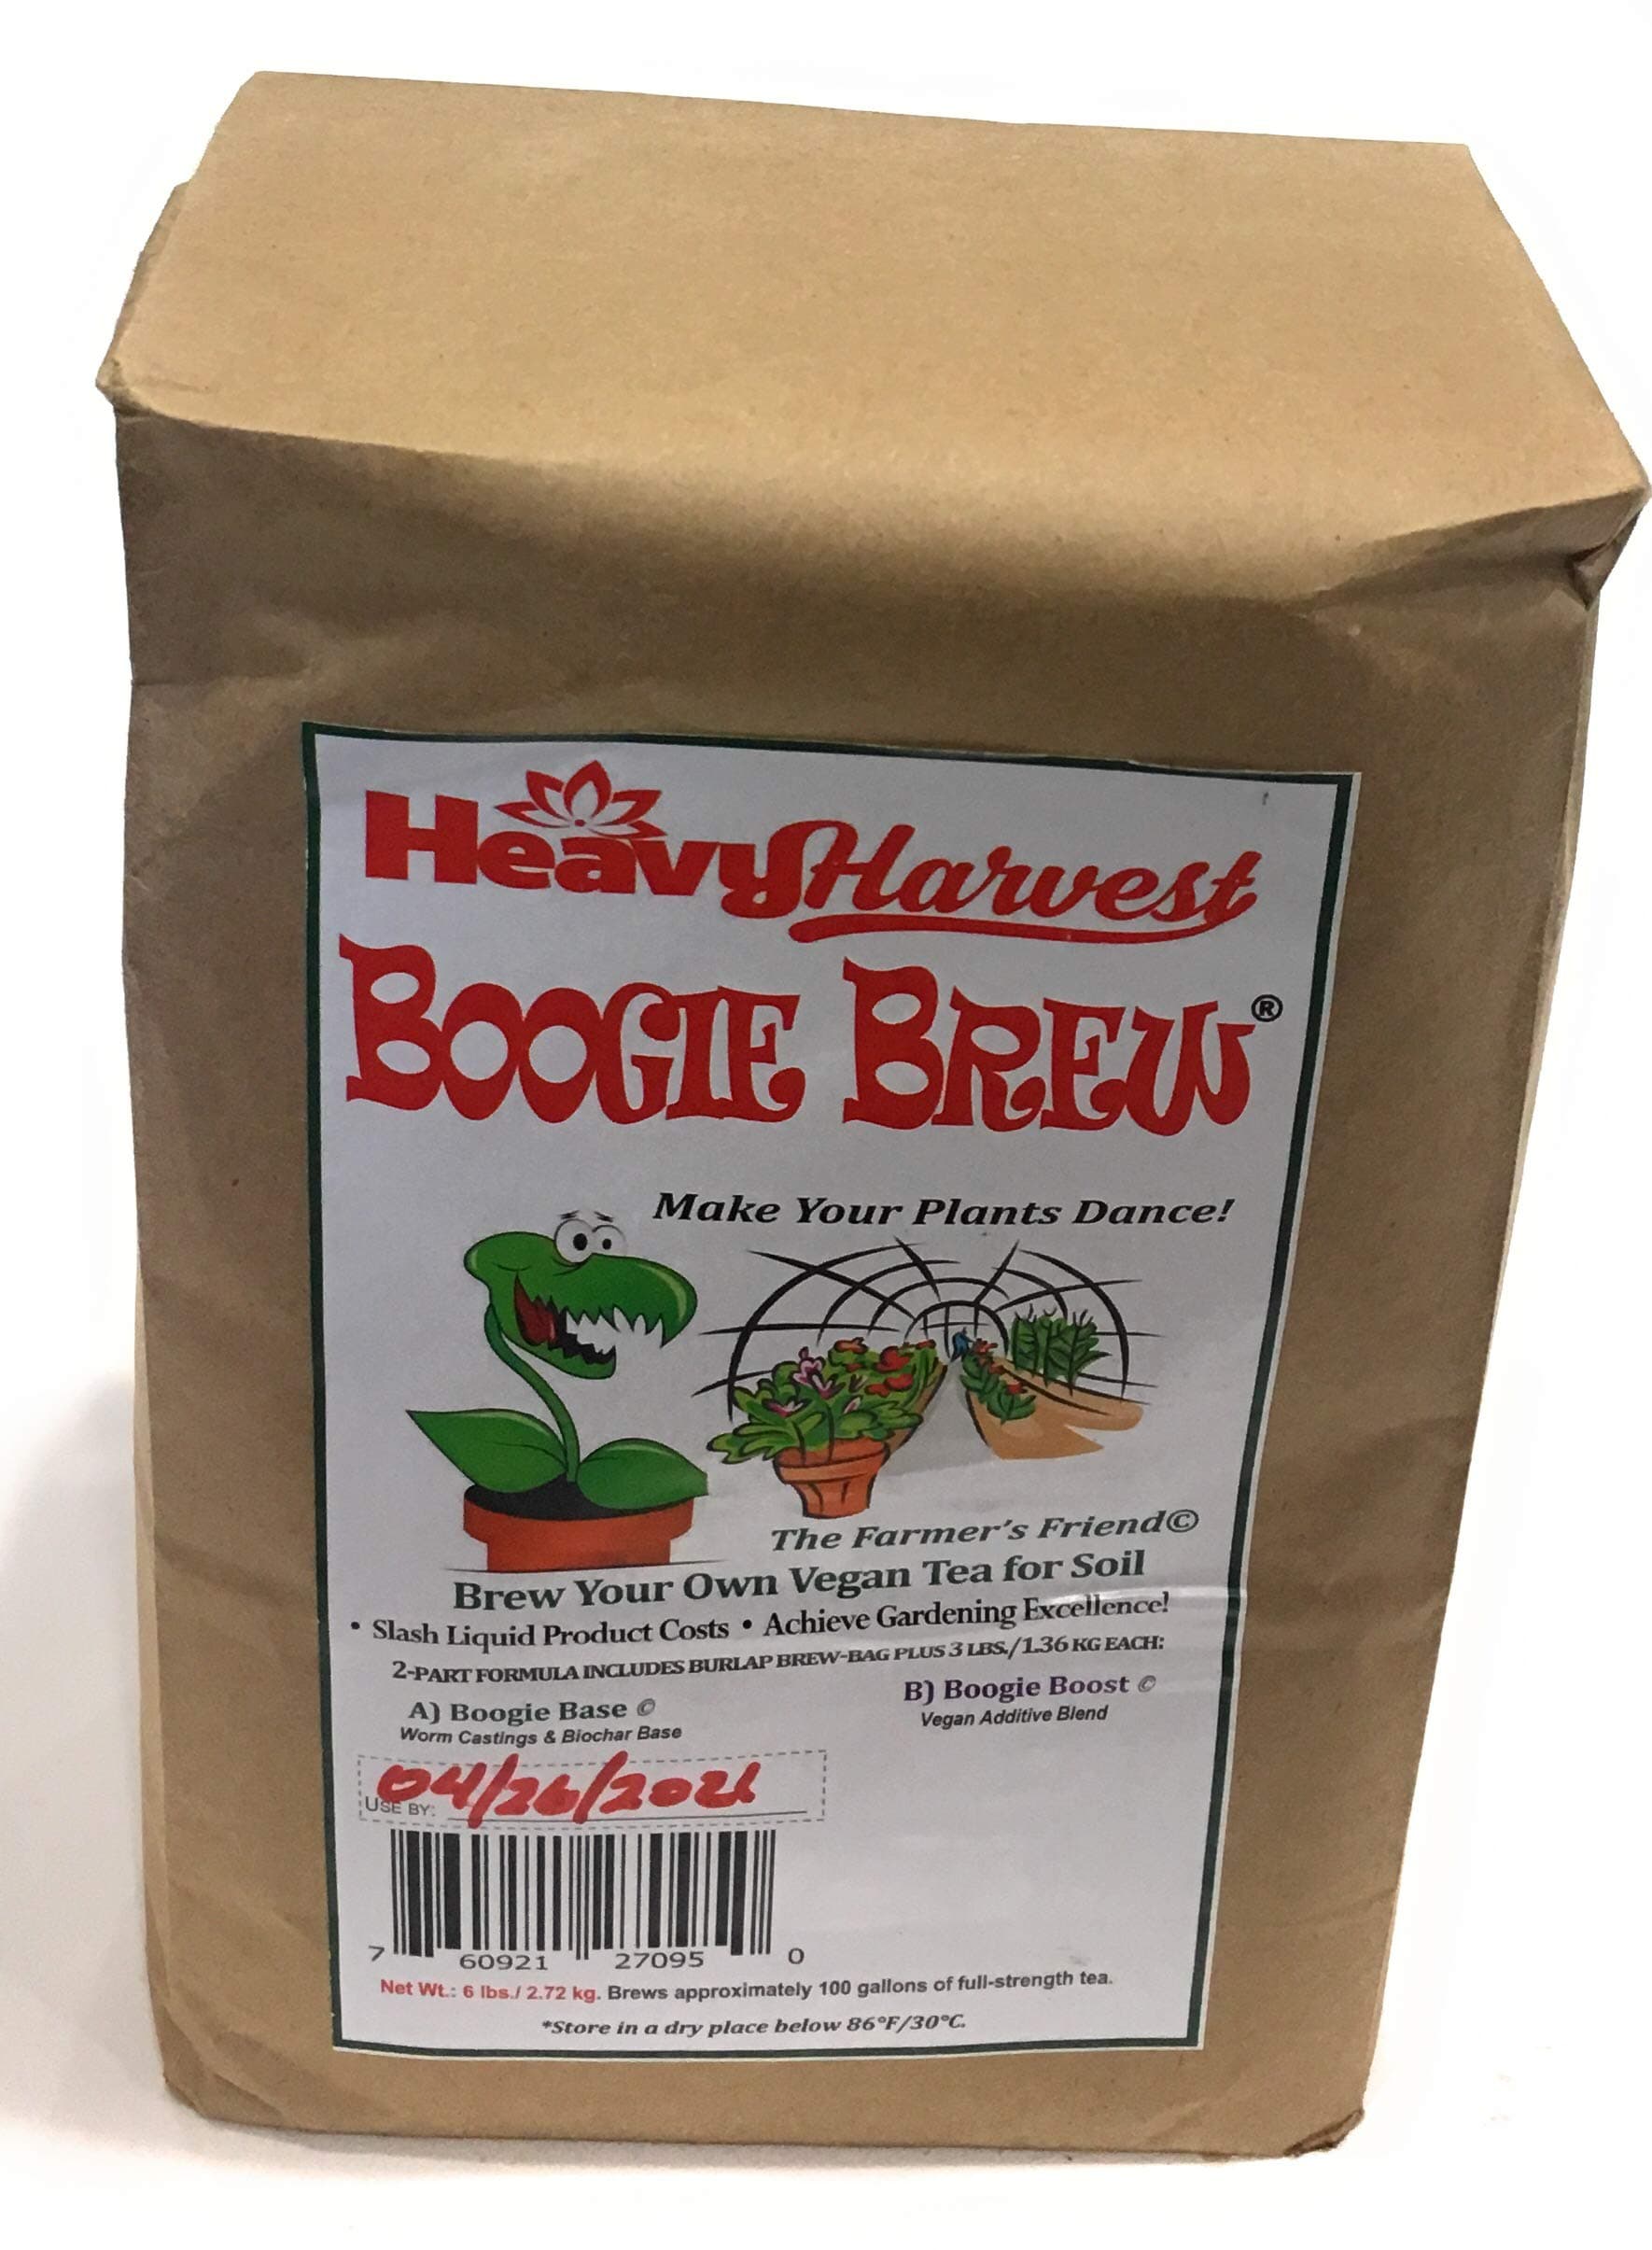 HeavyHarvest
BOOGIE BREW®
Make Your Plants Dance!
The Farmer's Friend©
Brew Your Own Vegan Tea for Soil
• Slash Liquid Product Costs • Achieve Gardening Excellence!
2-PART FORMULA INCLUDES BURLAP BREW-BAG PLUS 3 LBS./1.36 KG EACH:
A) Boogie Base © B) Boogie Boost ©
Worm Castings & Biochar Base Vegan Additive Blend
04/26/2021
USE BY:
7 60921 27095 0
Net Wt.: 6 lbs./ 2.72 kg. Brews approximately 100 gallons of full-strength tea.
*Store in a dry place below 86°F/30°C.